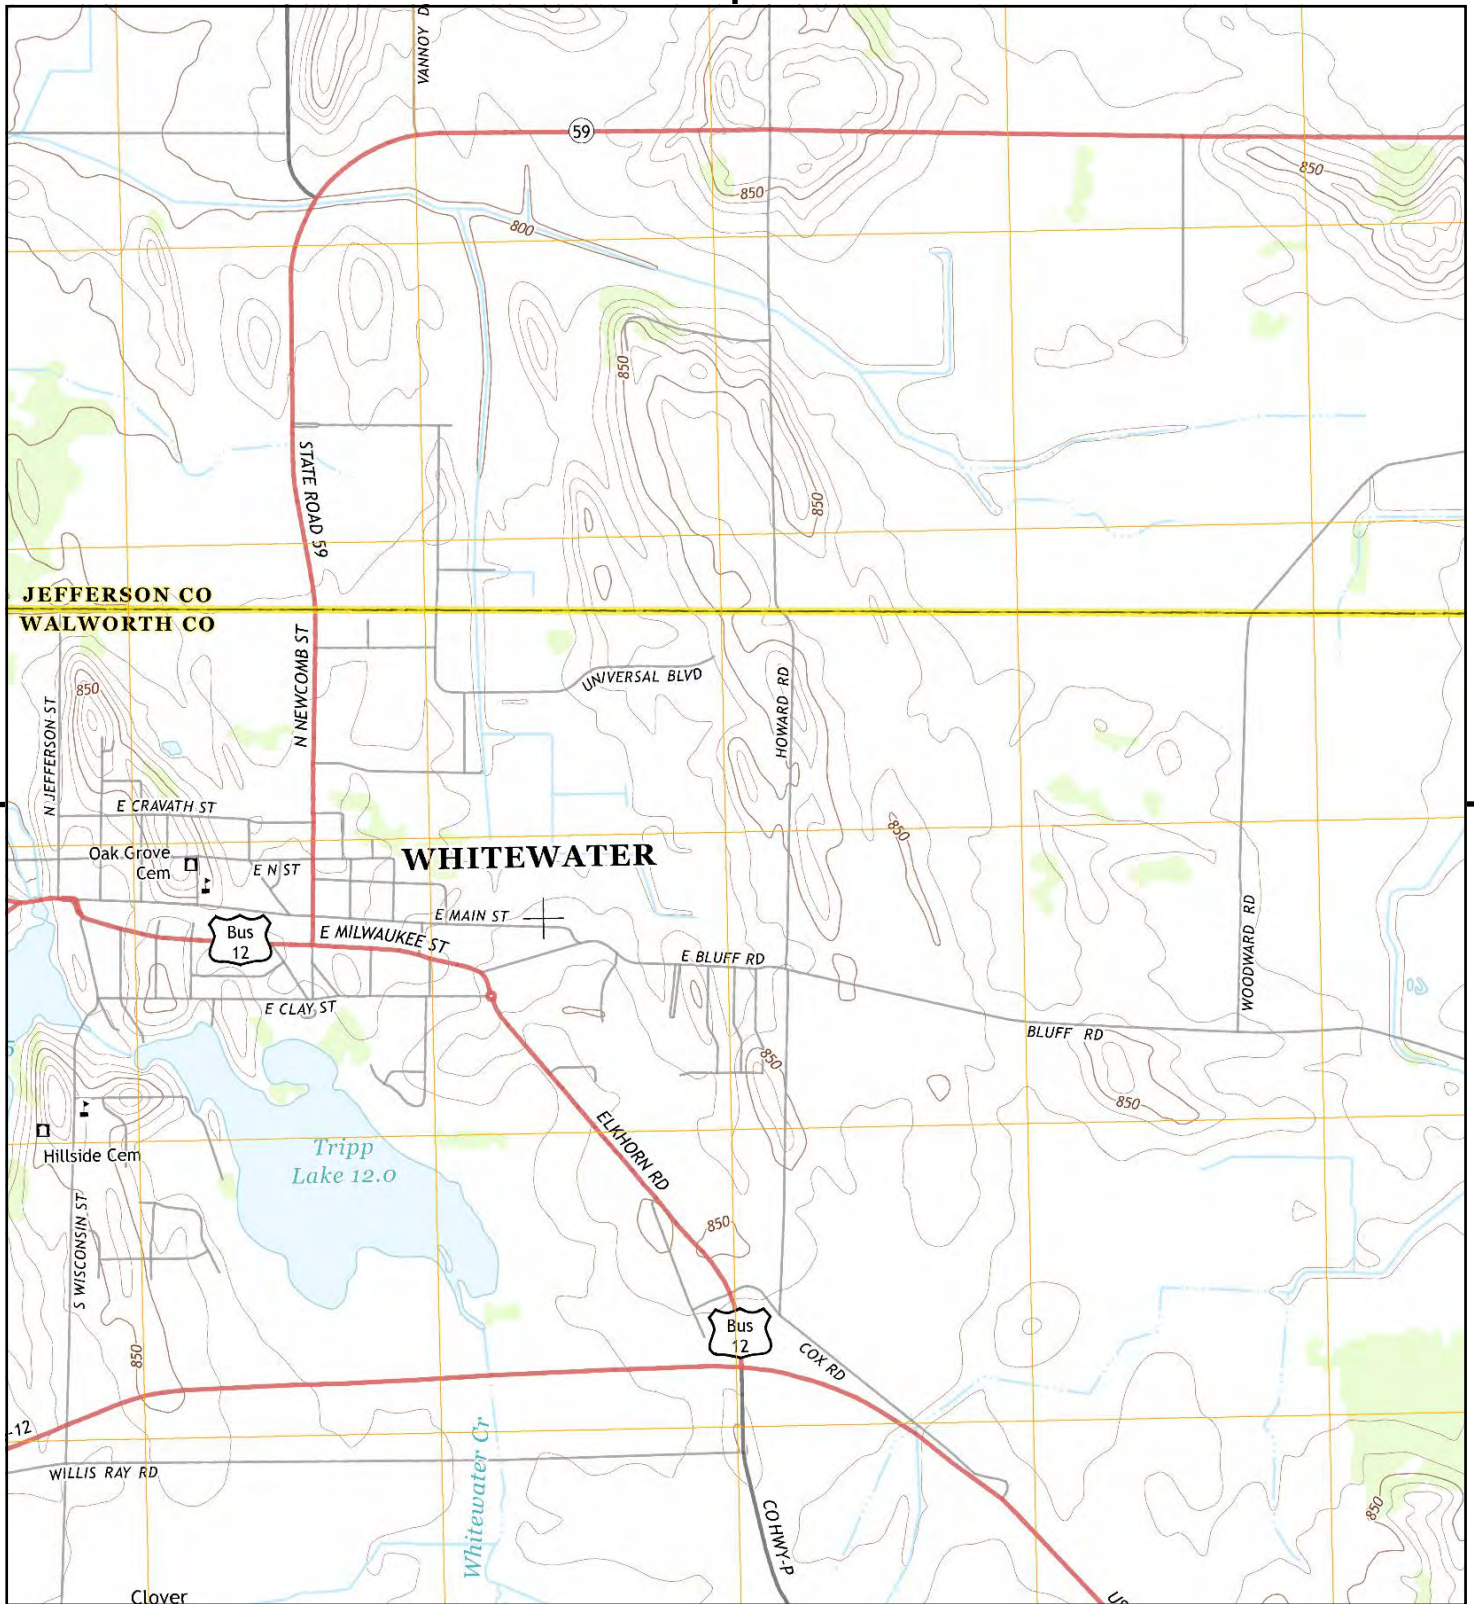 VANNOY D
59
850
850
800
850
850
STATE ROAD 59
JEFFERSON CO
WALWORTH CO
N NEWCOMB ST
UNIVERSAL BLVD
HOWARD RD
850
N JEFFERSON ST
E CRAVATH ST
850
Oak Grove
Cem
E N ST
WHITEWATER
WOODWARD RD
E MAIN ST
Bus
12
E MILWAUKEE ST
E BLUFF RD
E CLAY ST
BLUFF RD
850
850
ELKHORN RD
Hillside Cem
Tripp
Lake 12.0
S WISCONSIN ST
850
Bus
12
COX RD
850
-12
WILLIS RAY RD
Whitewater Cr
CO HWY-P
850
Clover